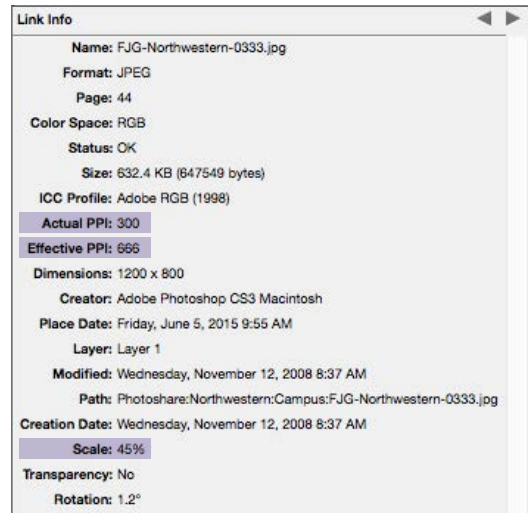 Link Info
Name: FJG-Northwestern-0333.jpg
Format: JPEG
Page: 44
Color Space: RGB
Status: OK
Size: 632.4 KB (647549 bytes)
ICC Profile: Adobe RGB (1998)
Actual PPI: 300
Effective PPI: 666
Dimensions: 1200 x 800
Creator: Adobe Photoshop CS3 Macintosh
Place Date: Friday, June 5, 2015 9:55 AM
Layer: Layer 1
Modified: Wednesday, November 12, 2008 8:37 AM
Path: Photoshare:Northwestern:Campus:FJG-Northwestern-0333.jpg
Creation Date: Wednesday, November 12, 2008 8:37 AM
Scale: 45%
Transparency: No
Rotation: 1.2°